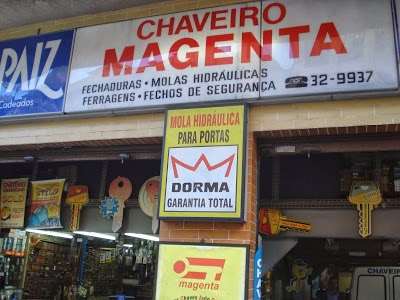 PAIZ
Cadeados
CHAVEIRO
MAGENTA
FECHADURAS • MOLAS HIDRÁULICAS
FERRAGENS • FECHOS DE SEGURANÇA
32-9937
MOLA HIDRÁULICA
PARA PORTAS
DORMA
GARANTIA TOTAL
magenta
CHAVEIRO